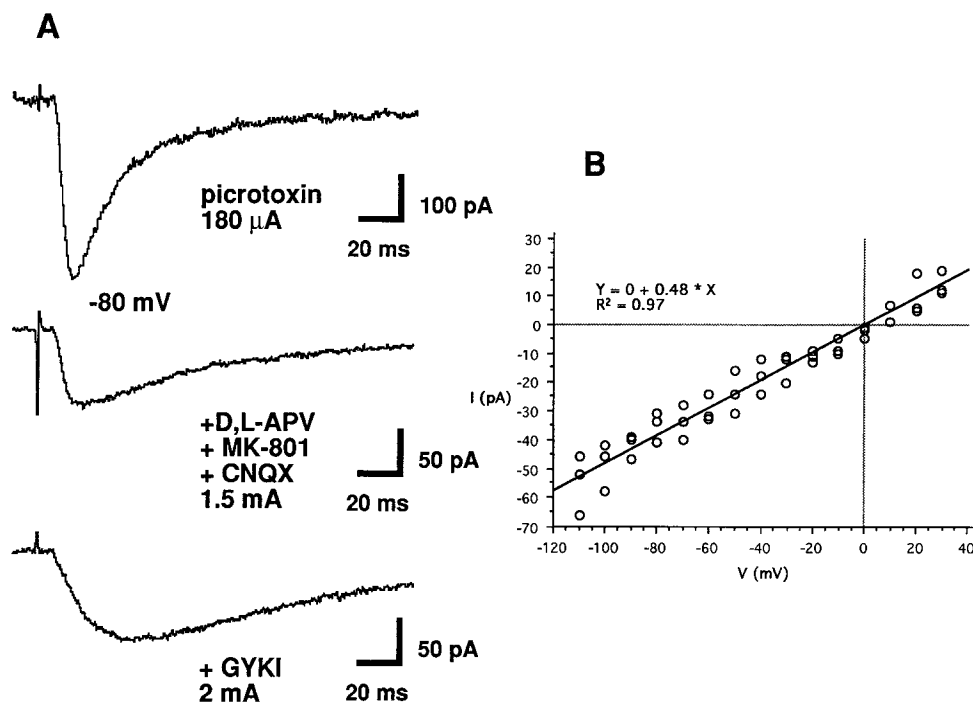 A
picrotoxin
180 µA
100 pA
20 ms
-80 mV
+D,L-APV
+ MK-801
+ CNQX
1.5 mA
50 pA
20 ms
+ GYKI
2 mA
50 pA
20 ms
B
Y = 0 + 0.48 * X
R² = 0.97
30
20
10
0
-10
-20
-30
-40
-50
-60
-70
I (pA)
-120 -100 -80 -60 -40 -20 0 20 40
V (mV)